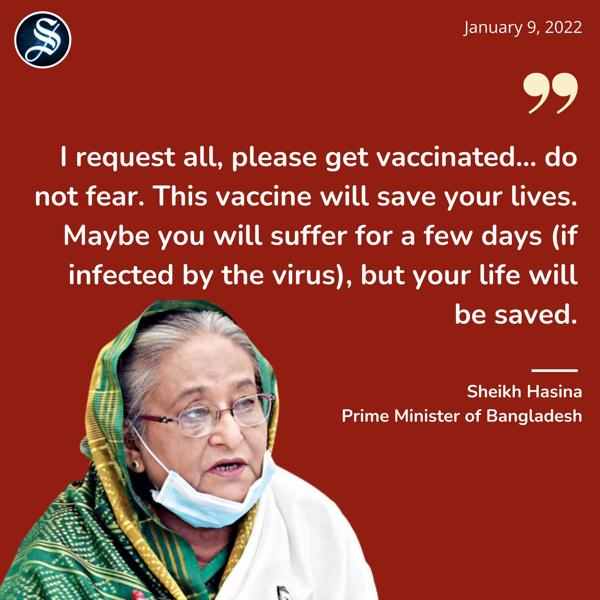 S
January 9, 2022
”
I request all, please get vaccinated... do
not fear. This vaccine will save your lives.
Maybe you will suffer for a few days (if
infected by the virus), but your life will
be saved.
Sheikh Hasina
Prime Minister of Bangladesh